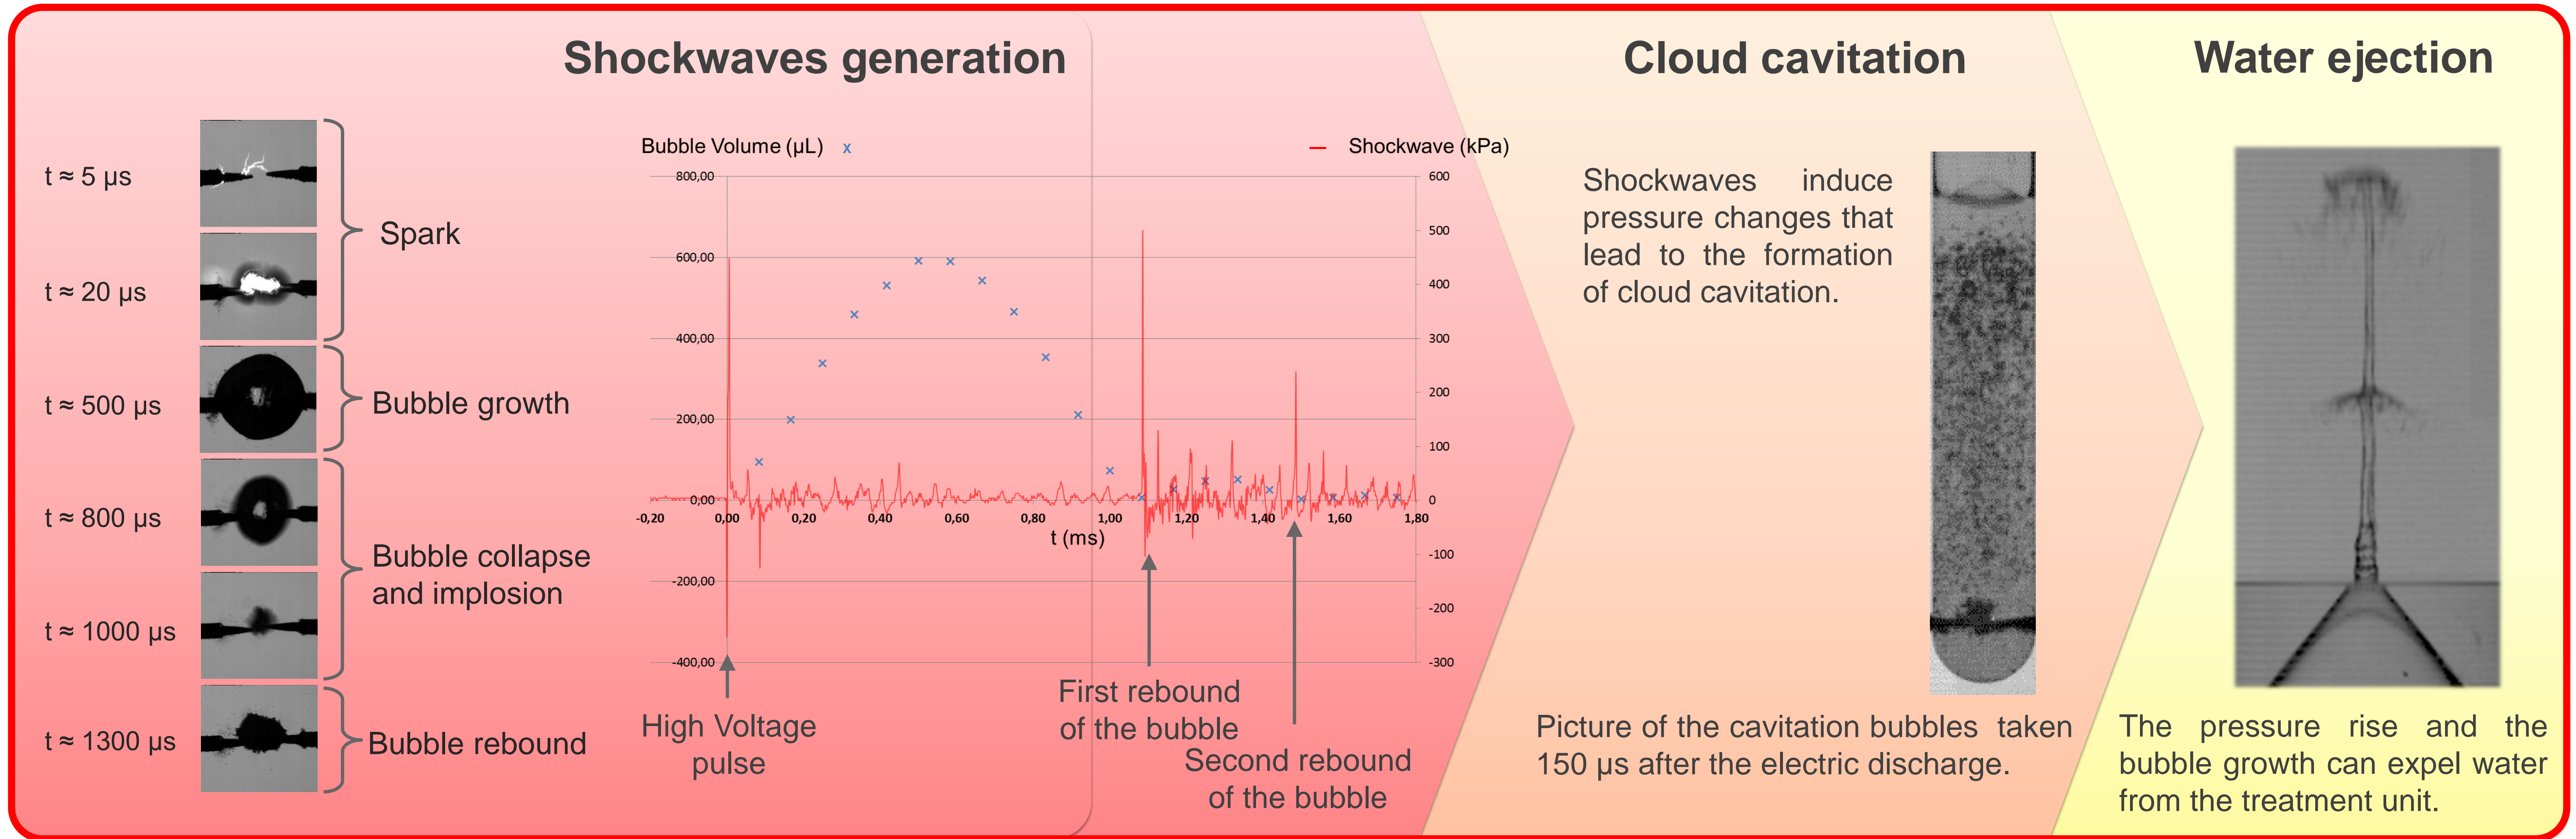 Shockwaves generation
t ≈ 5 µs
t ≈ 20 µs
Spark
t ≈ 500 µs
Bubble growth
t ≈ 800 µs
t ≈ 1000 µs
Bubble collapse
and implosion
t ≈ 1300 µs
Bubble rebound
Bubble Volume (µL) x
Shockwave (kPa)
800,00
600,00
400,00
200,00
0,00
-200,00
-400,00
600
500
400
300
200
100
0
-100
-200
-300
-0,20 0,00 0,20 0,40 0,60 0,80 1,00 1,20 1,40 1,60 1,80
t (ms)
High Voltage
pulse
First rebound
of the bubble
Second rebound
of the bubble
Cloud cavitation
Shockwaves induce
pressure changes that
lead to the formation
of cloud cavitation.
Picture of the cavitation bubbles taken
150 µs after the electric discharge.
Water ejection
The pressure rise and the
bubble growth can expel water
from the treatment unit.